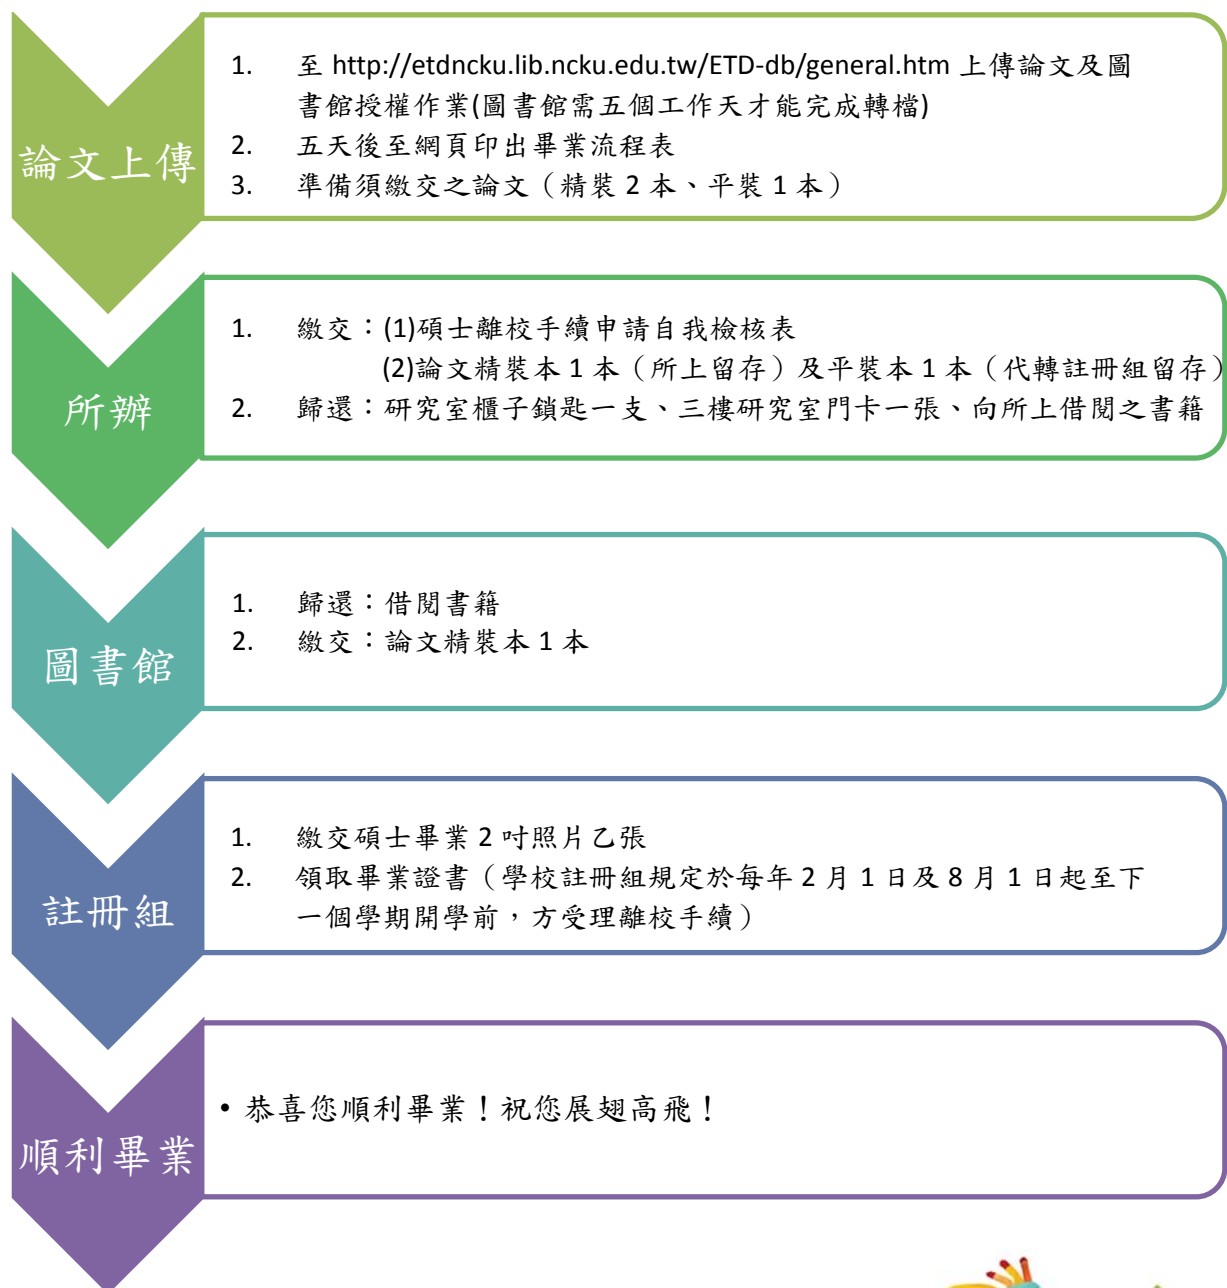 論文上傳
1. 至 http://etdncku.lib.ncku.edu.tw/ETD-db/general.htm 上傳論文及圖
書館授權作業(圖書館需五個工作天才能完成轉檔)
2. 五天後至網頁印出畢業流程表
3. 準備須繳交之論文（精裝 2 本、平裝 1 本）
所辦
1. 繳交：(1)碩士離校手續申請自我檢核表
(2)論文精裝本 1 本（所上留存）及平裝本 1 本（代轉註冊組留存）
2. 歸還：研究室櫃子鎖匙一支、三樓研究室門卡一張、向所上借閱之書籍
圖書館
1. 歸還：借閱書籍
2. 繳交：論文精裝本 1 本
註冊組
1. 繳交碩士畢業 2 吋照片乙張
2. 領取畢業證書（學校註冊組規定於每年 2 月 1 日及 8 月 1 日起至下
一個學期開學前，方受理離校手續）
順利畢業
• 恭喜您順利畢業！祝您展翅高飛！